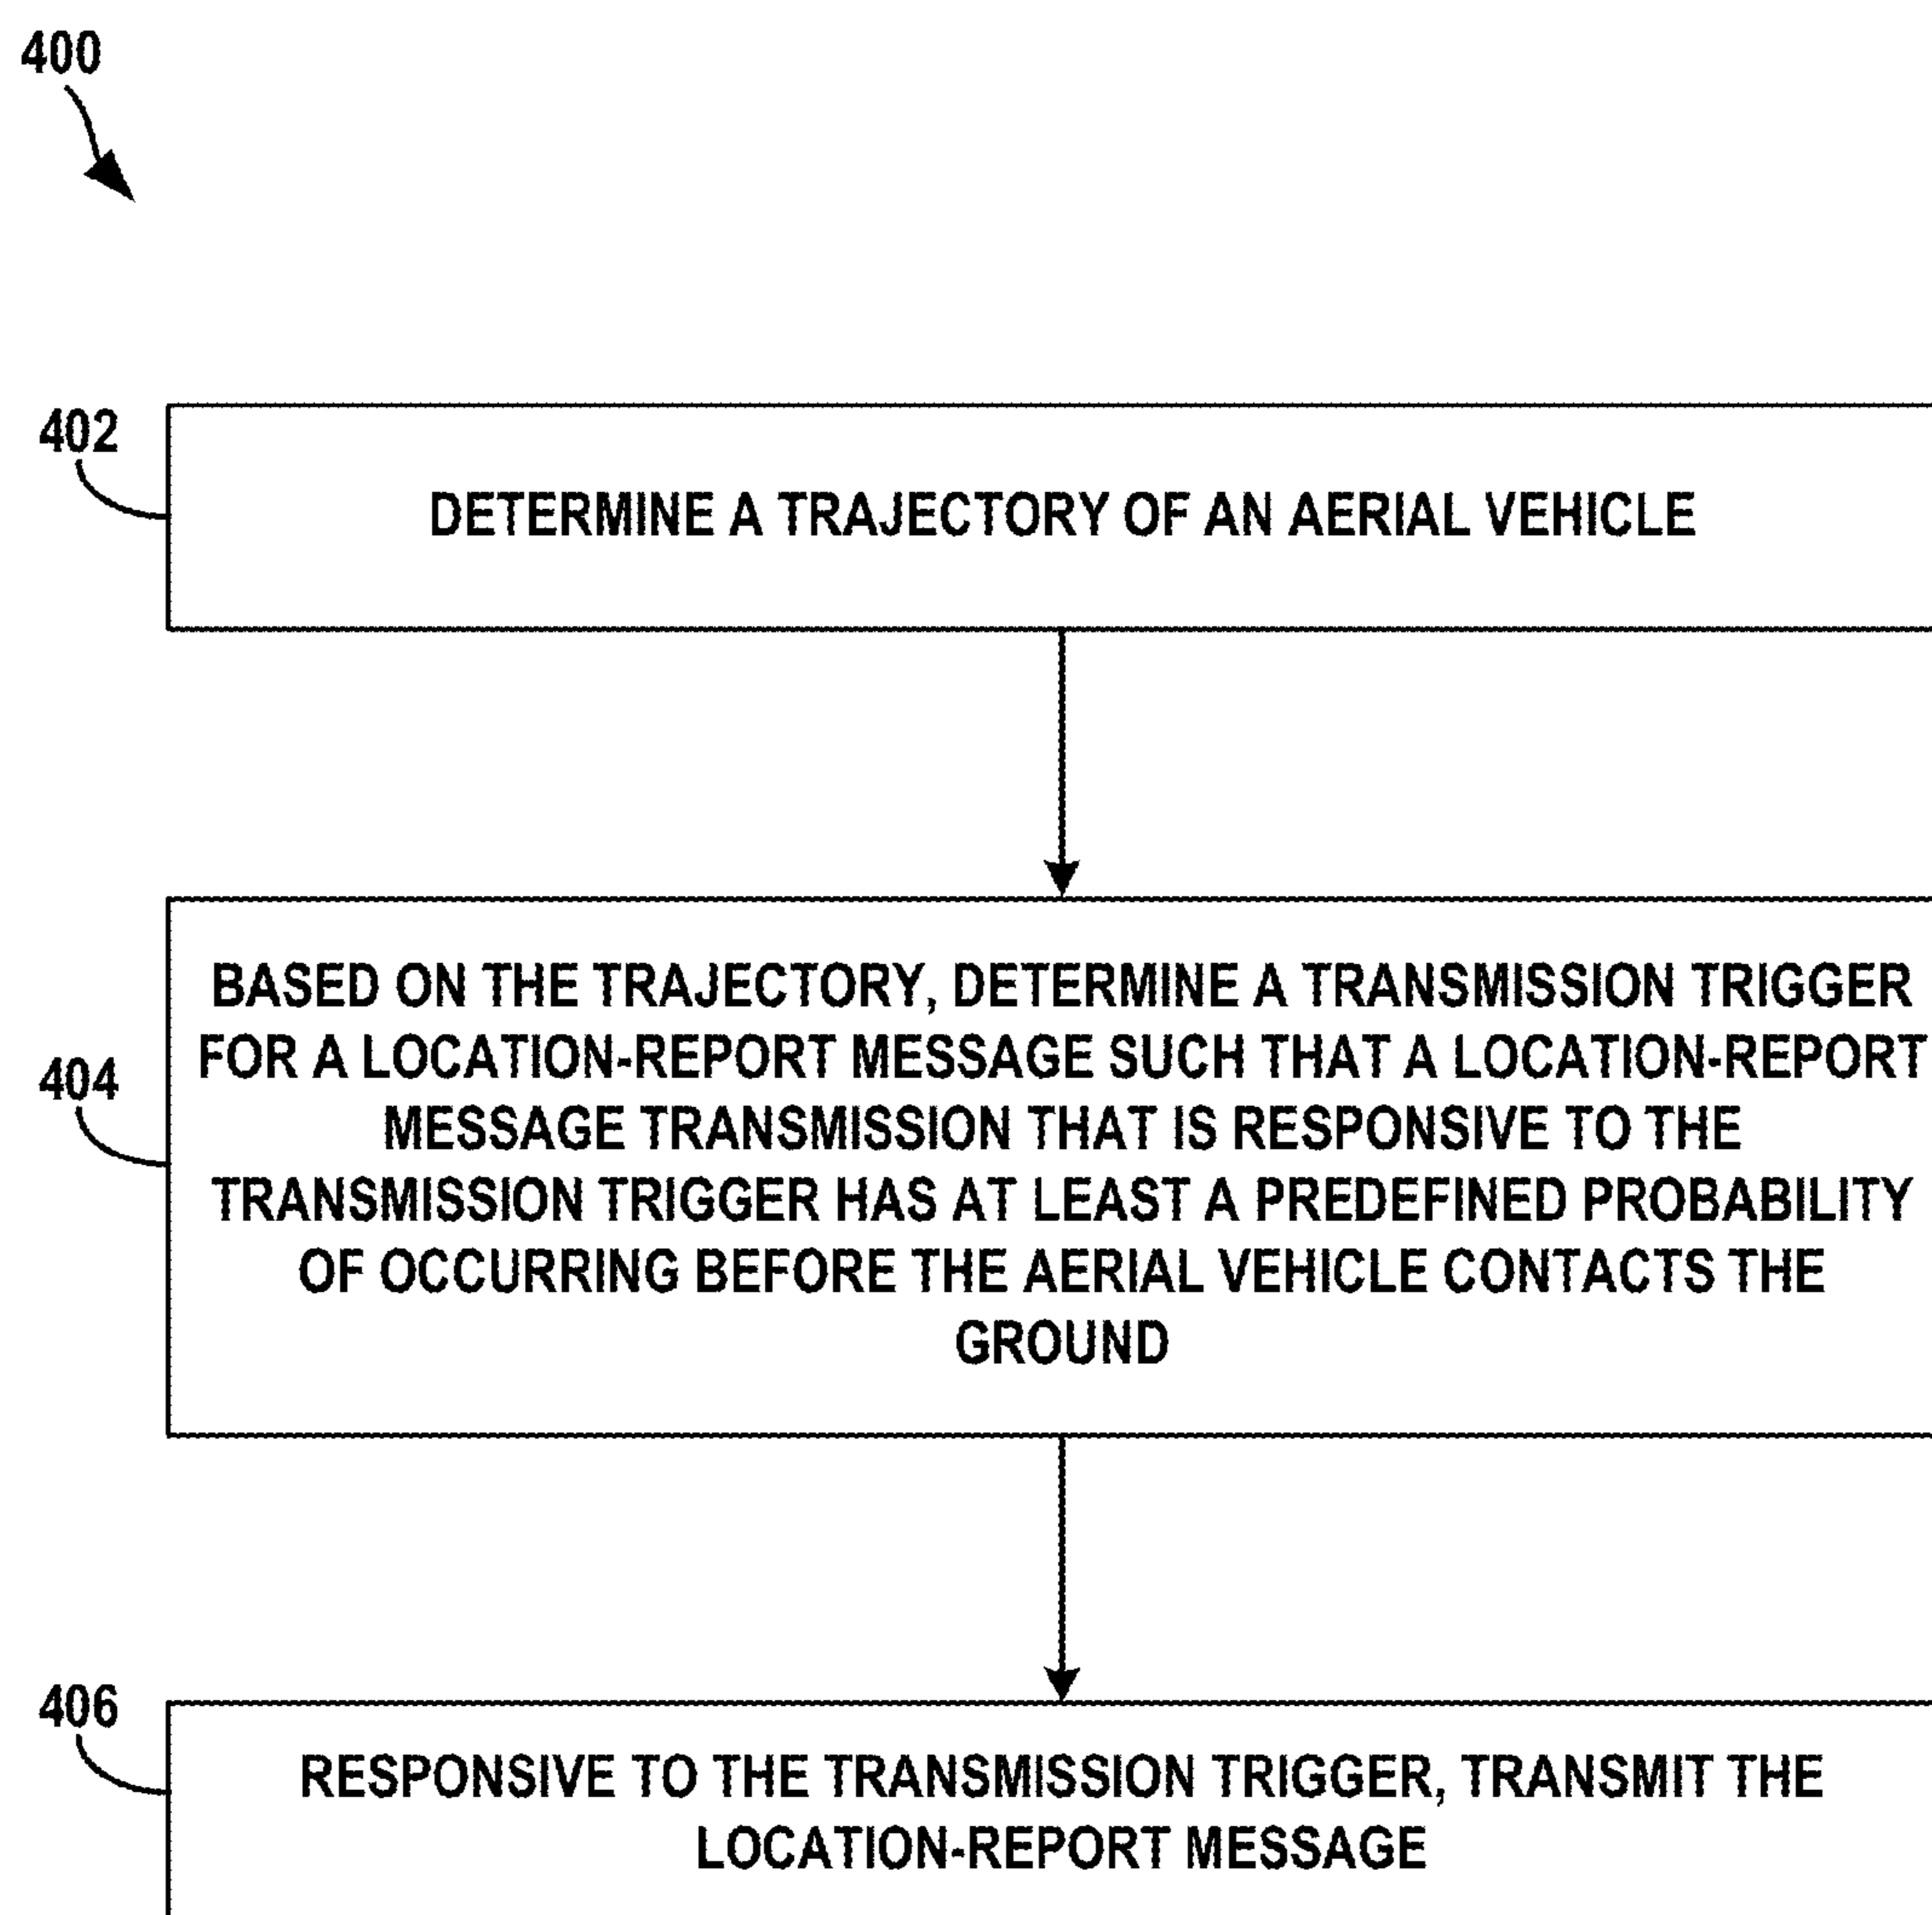 400
402
DETERMINE A TRAJECTORY OF AN AERIAL VEHICLE
BASED ON THE TRAJECTORY, DETERMINE A TRANSMISSION TRIGGER
FOR A LOCATION-REPORT MESSAGE SUCH THAT A LOCATION-REPORT
404
MESSAGE TRANSMISSION THAT IS RESPONSIVE TO THE
TRANSMISSION TRIGGER HAS AT LEAST A PREDEFINED PROBABILITY
OF OCCURRING BEFORE THE AERIAL VEHICLE CONTACTS THE
GROUND
406
RESPONSIVE TO THE TRANSMISSION TRIGGER, TRANSMIT THE
LOCATION-REPORT MESSAGE